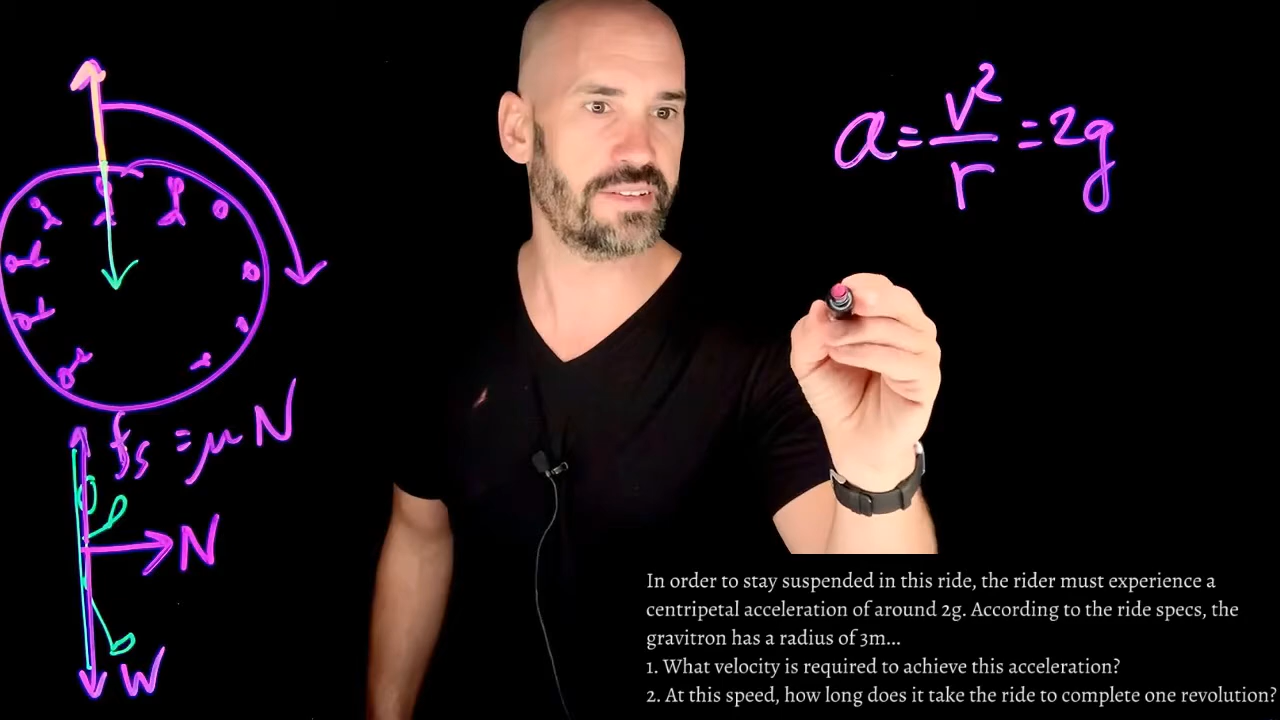 a = v²/r = 2g
fs = μN
N
W
In order to stay suspended in this ride, the rider must experience a
centripetal acceleration of around 2g. According to the ride specs, the
gravitron has a radius of 3m...
1. What velocity is required to achieve this acceleration?
2. At this speed, how long does it take the ride to complete one revolution?